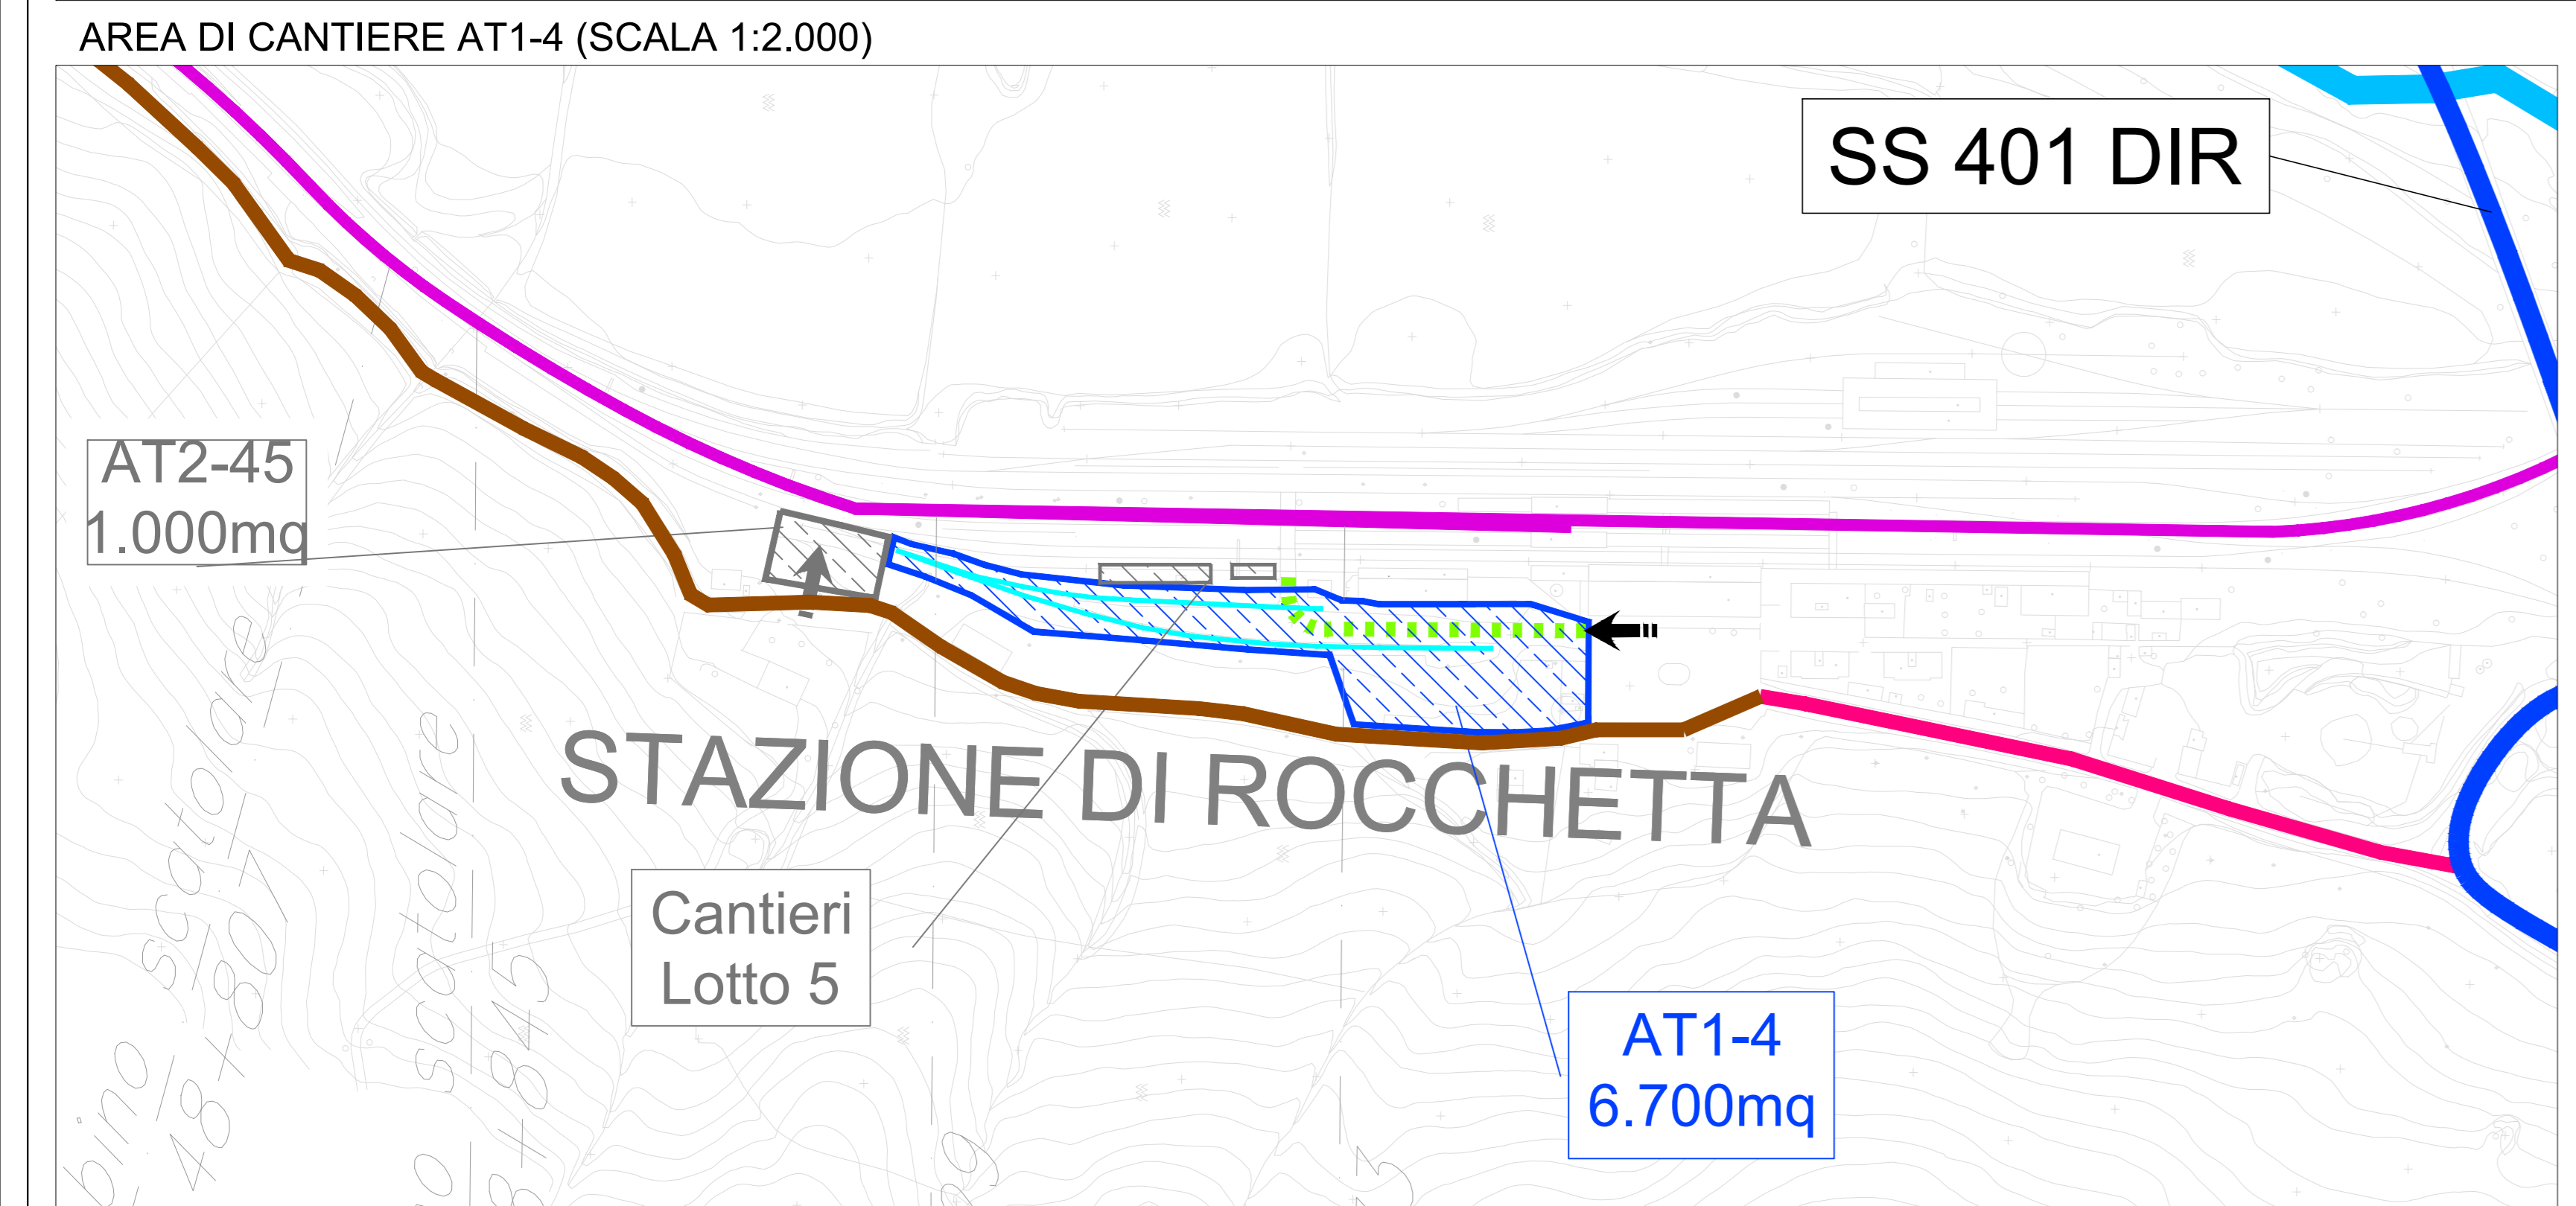 AREA DI CANTIERE AT1-4 (SCALA 1:2.000)
SS 401 DIR
AT2-45
1.000mq
STAZIONE DI ROCCHETTA
Cantieri
Lotto 5
AT1-4
6.700mq